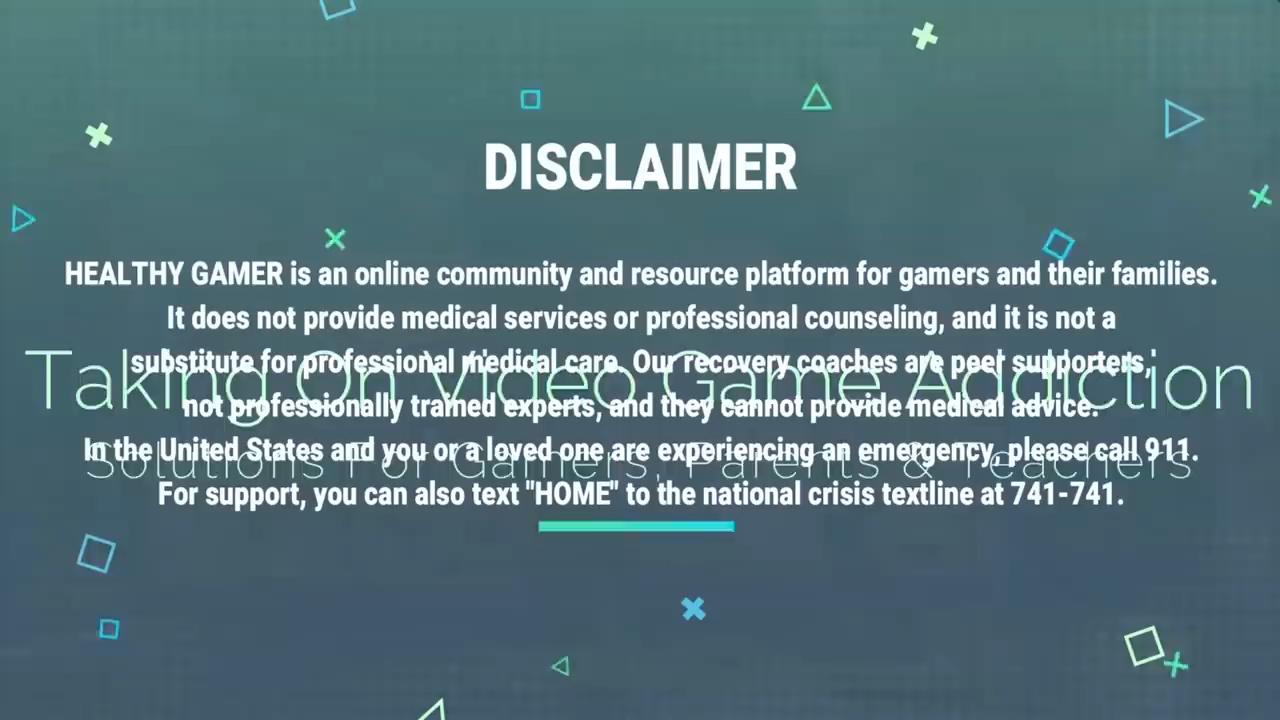 DISCLAIMER
HEALTHY GAMER is an online community and resource platform for gamers and their families.
It does not provide medical services or professional counseling, and it is not a
substitute for professional medical care. Our recovery coaches are peer supporters,
Taking On Video Game Addiction
not professionally trained experts, and they cannot provide medical advice.
In the United States and you or a loved one are experiencing an emergency, please call 911.
Solutions For Gamers, Parents & Teachers
For support, you can also text "HOME" to the national crisis textline at 741-741.